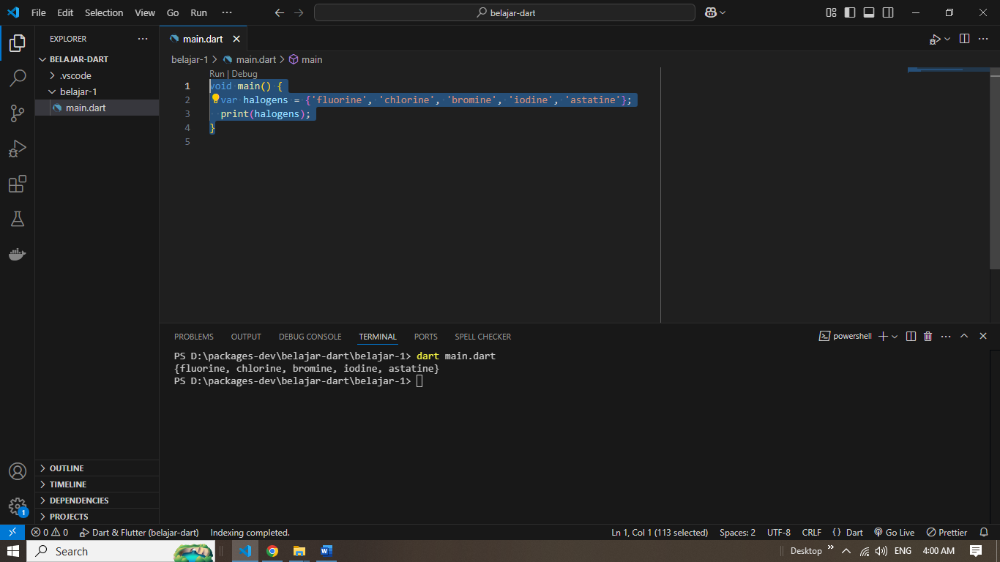 File Edit Selection View Go Run ···
belajar-dart
EXPLORER ···
BELAJAR-DART
.vscode
belajar-1
main.dart
main.dart
belajar-1 > main.dart > main
Run | Debug
1 void main() {
2 var halogens = {'fluorine', 'chlorine', 'bromine', 'iodine', 'astatine'};
3 print(halogens);
4 }
5
PROBLEMS OUTPUT DEBUG CONSOLE TERMINAL PORTS SPELL CHECKER
powershell
PS D:\packages-dev\belajar-dart\belajar-1> dart main.dart
{fluorine, chlorine, bromine, iodine, astatine}
PS D:\packages-dev\belajar-dart\belajar-1>
OUTLINE
TIMELINE
DEPENDENCIES
PROJECTS
1
0 0 Dart & Flutter (belajar-dart) Indexing completed. Ln 1, Col 1 (113 selected) Spaces: 2 UTF-8 CRLF {} Dart Go Live Prettier
Search Desktop ENG 4:00 AM